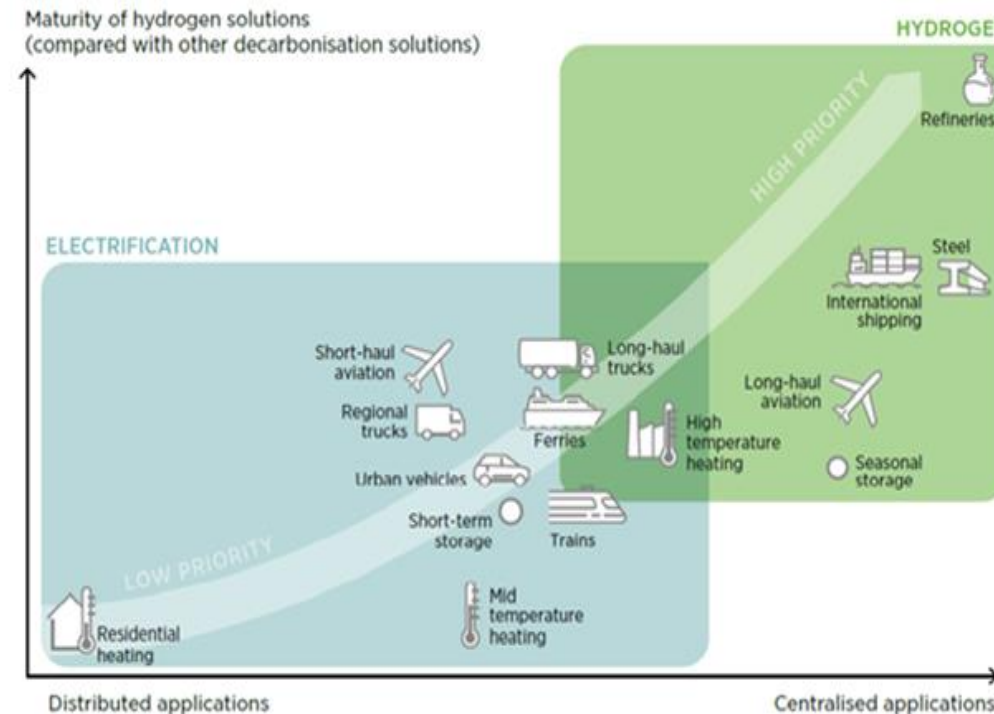 Maturity of hydrogen solutions
(compared with other decarbonisation solutions)
HYDROGE
HIGH PRIORITY
Refineries
ELECTRIFICATION
Steel
International
shipping
Short-haul
aviation
Long-haul
trucks
Long-haul
aviation
Regional
trucks
Ferries
High
temperature
heating
Urban vehicles
Seasonal
storage
Short-term
storage
Trains
LOW PRIORITY
Mid
temperature
heating
Residential
heating
Distributed applications
Centralised applications